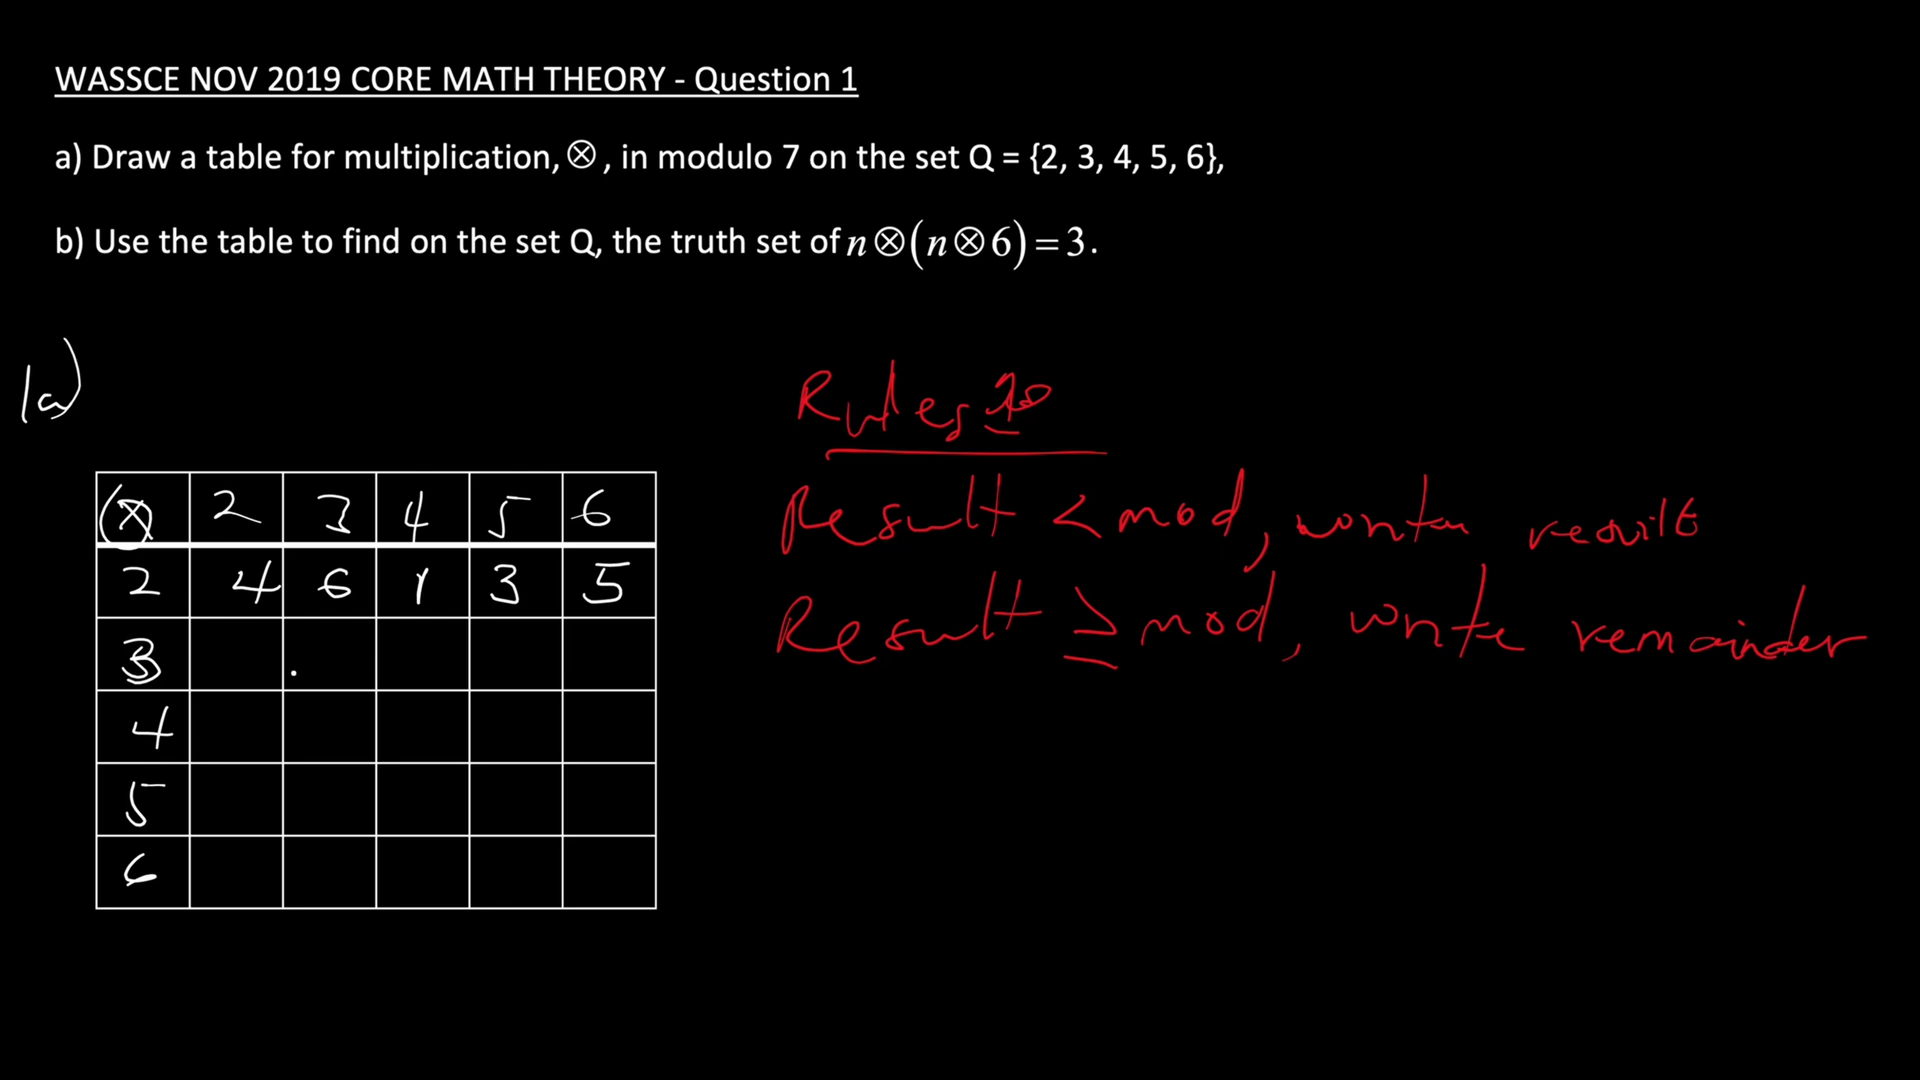 WASSCE NOV 2019 CORE MATH THEORY - Question 1
a) Draw a table for multiplication, ⊗, in modulo 7 on the set Q = {2, 3, 4, 5, 6},
b) Use the table to find on the set Q, the truth set of n⊗(n⊗6)=3.
1a)
Rules
⊗ 2 3 4 5 6
Result < mod, write result
2 4 6 1 3 5
Result ≥ mod, write remainder
3 .
4
5
6